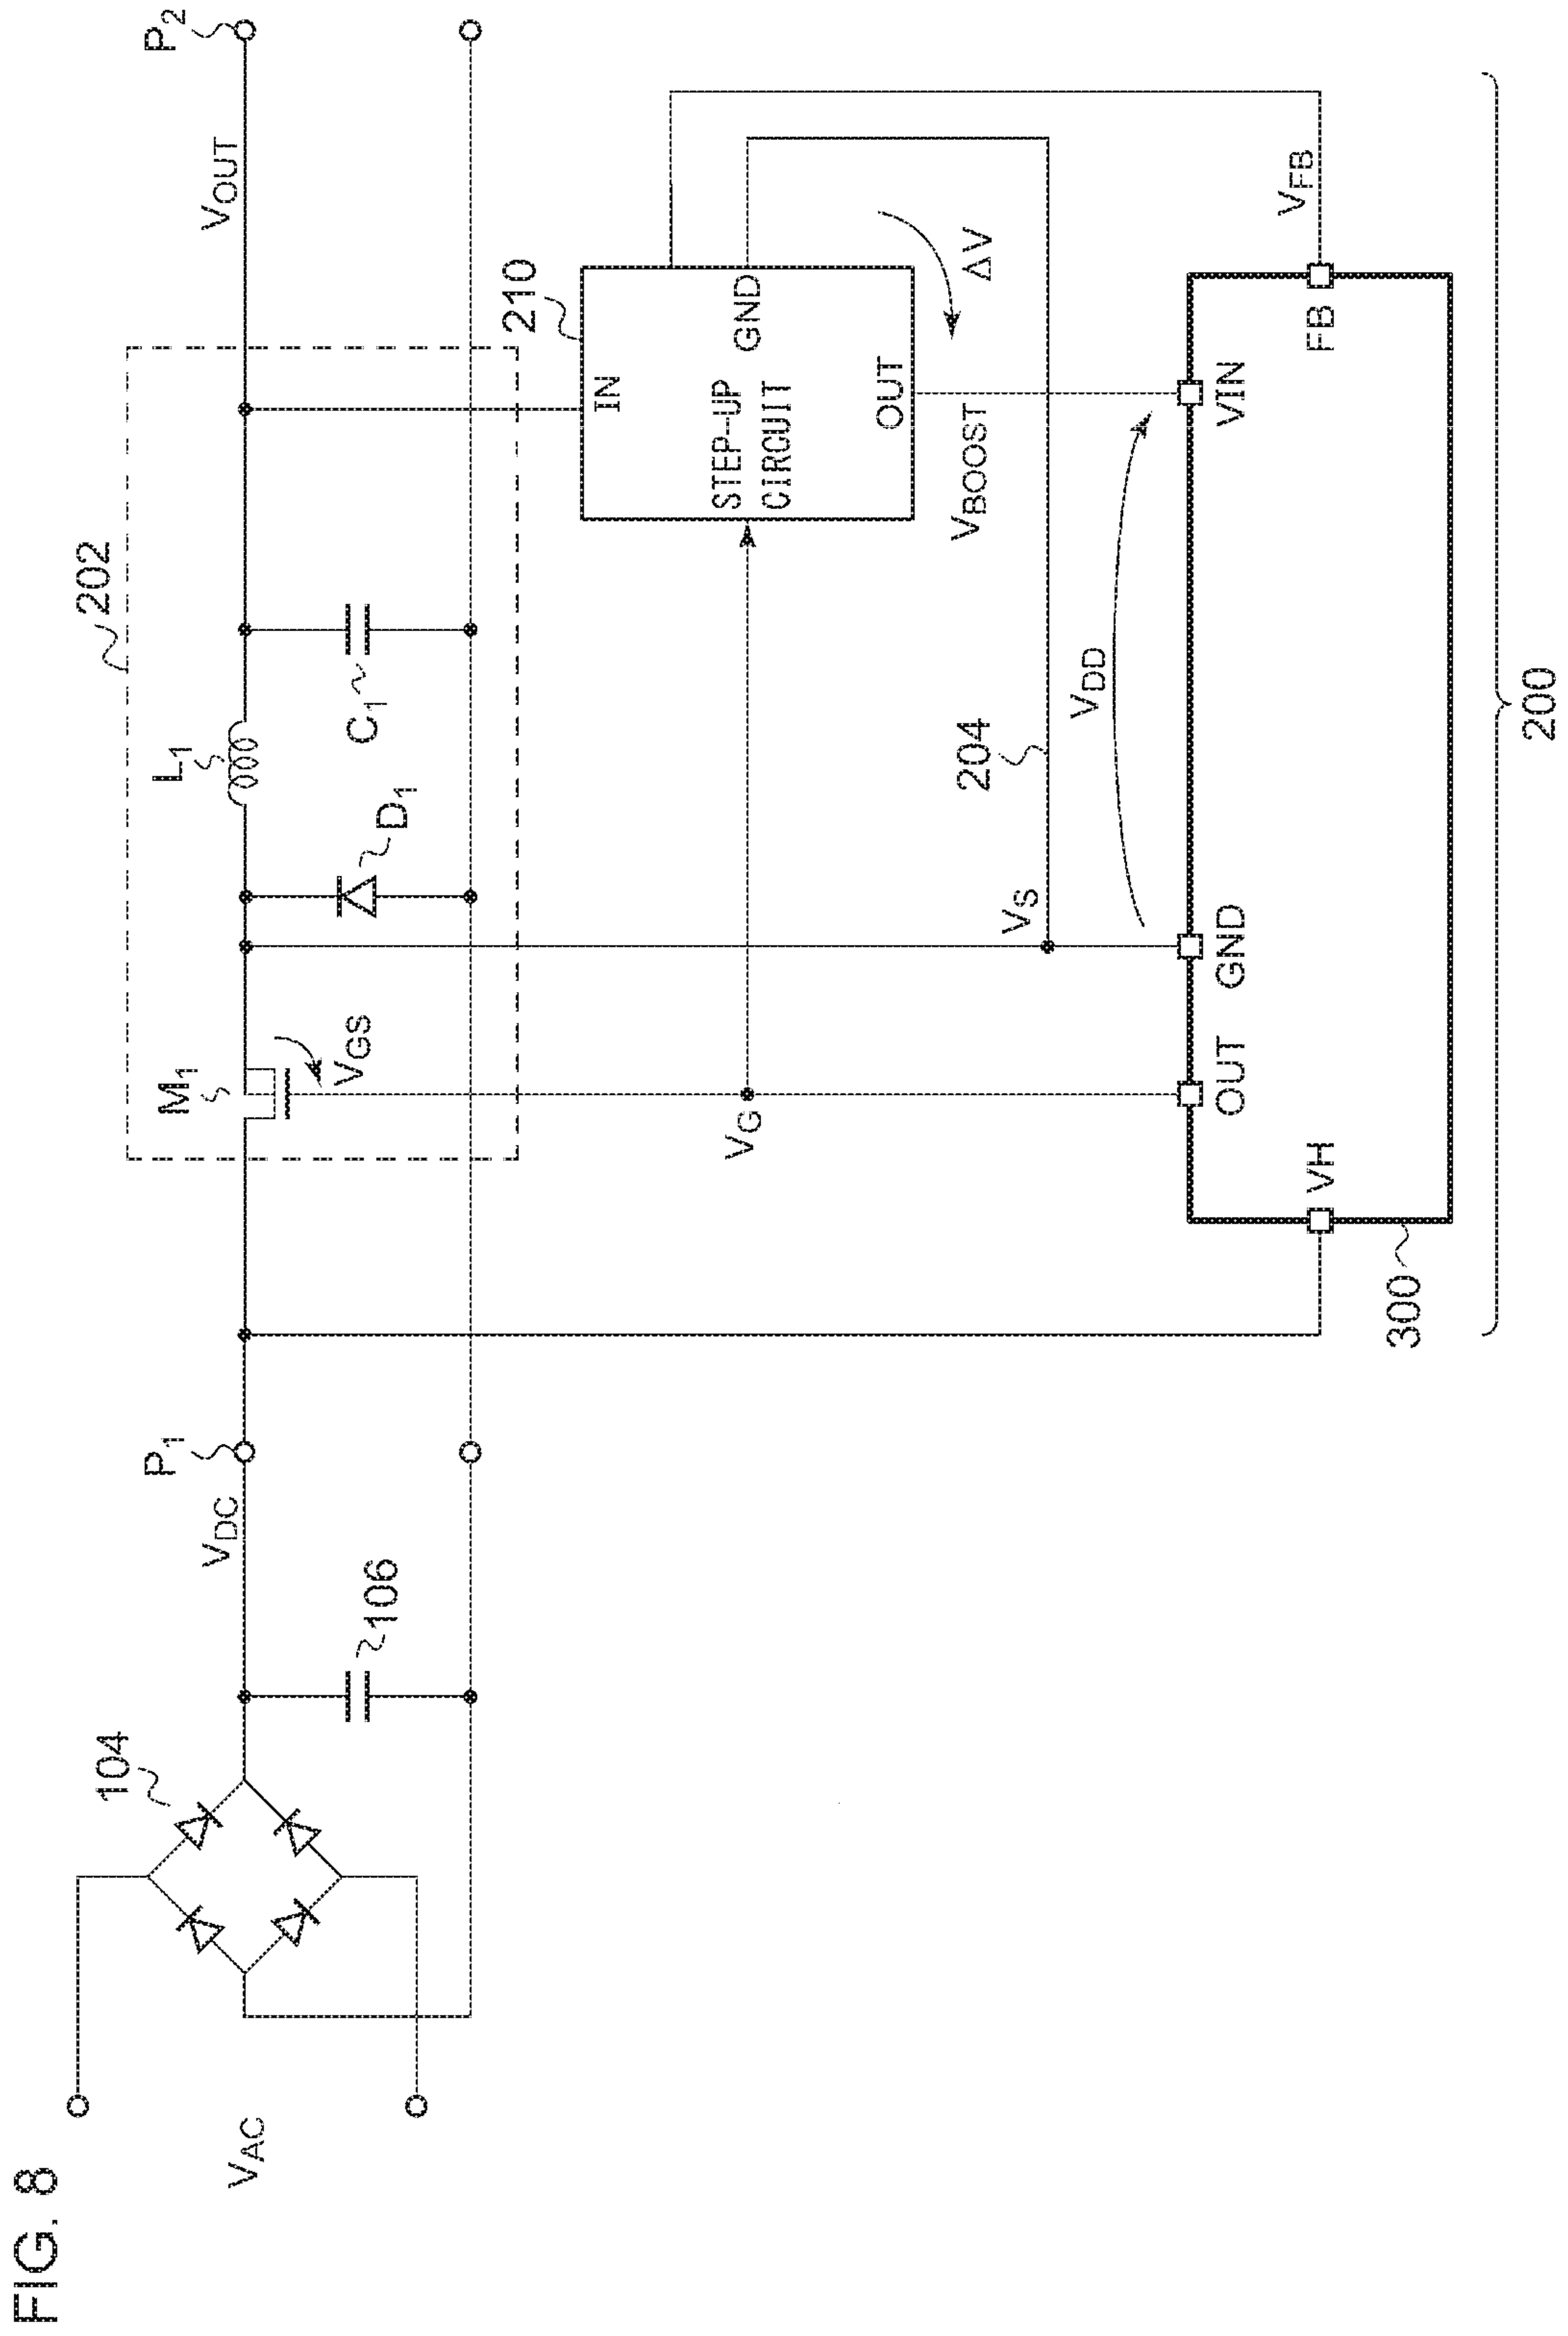 FIG. 8
202
M1
L1
P1
P2
104
VDC
VOUT
VAC
VGS
D1
C1
106
210
IN
STEP-UP
CIRCUIT
GND
OUT
VG
VBOOST
ΔV
204
VS
VDD
OUT
GND
VIN
VH
FB
VFB
300
200